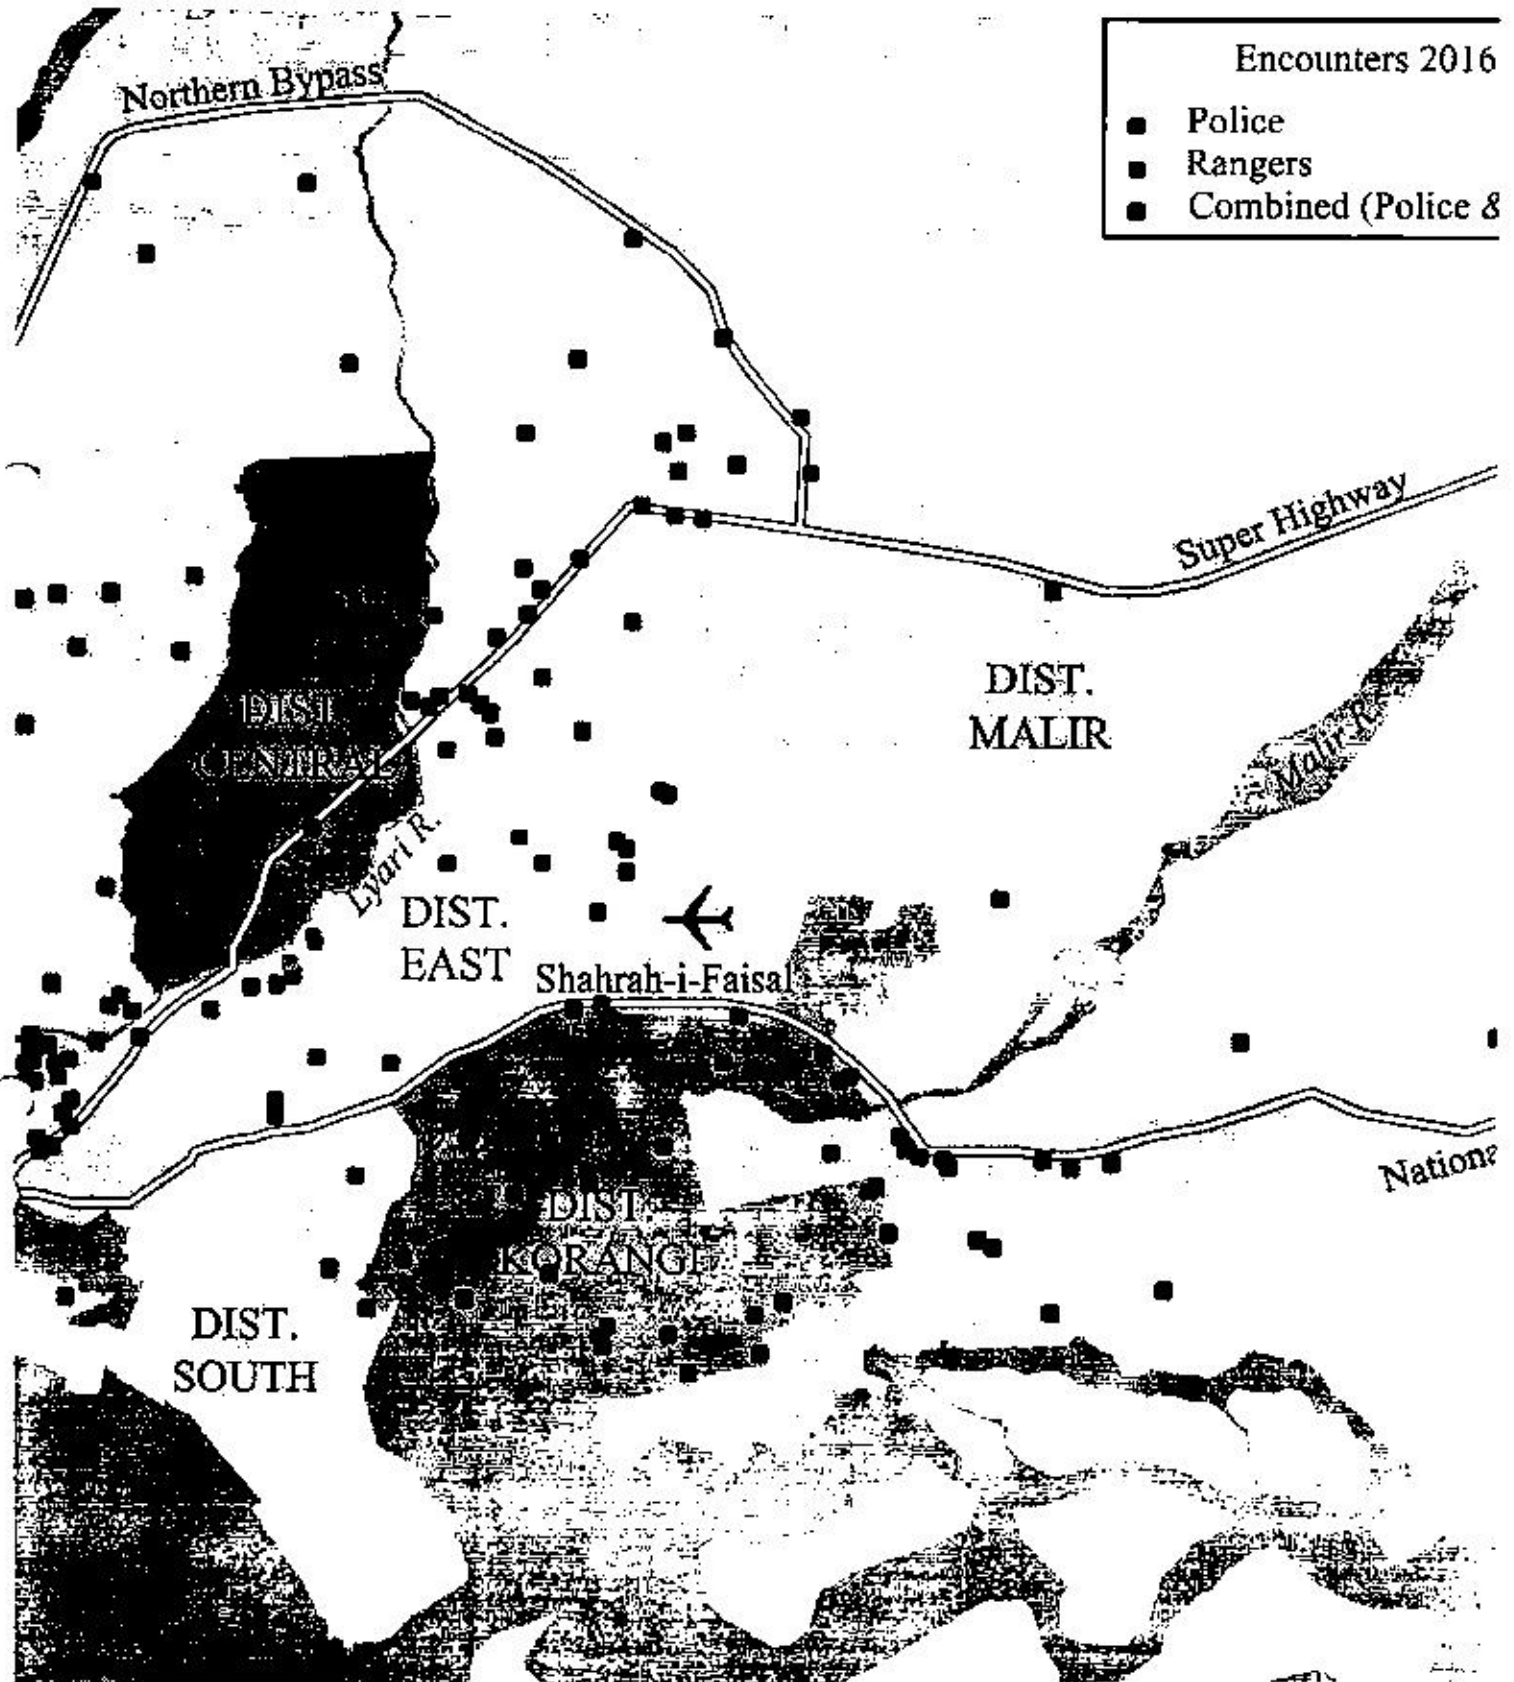 Encounters 2016
Police
Rangers
Combined (Police &
Northern Bypass
Super Highway
DIST.
MALIR
Malir R.
DIST.
CENTRAL
Lyari R.
DIST.
EAST
Shahrah-i-Faisal
Nationa
DIST.
KORANGI
DIST.
SOUTH